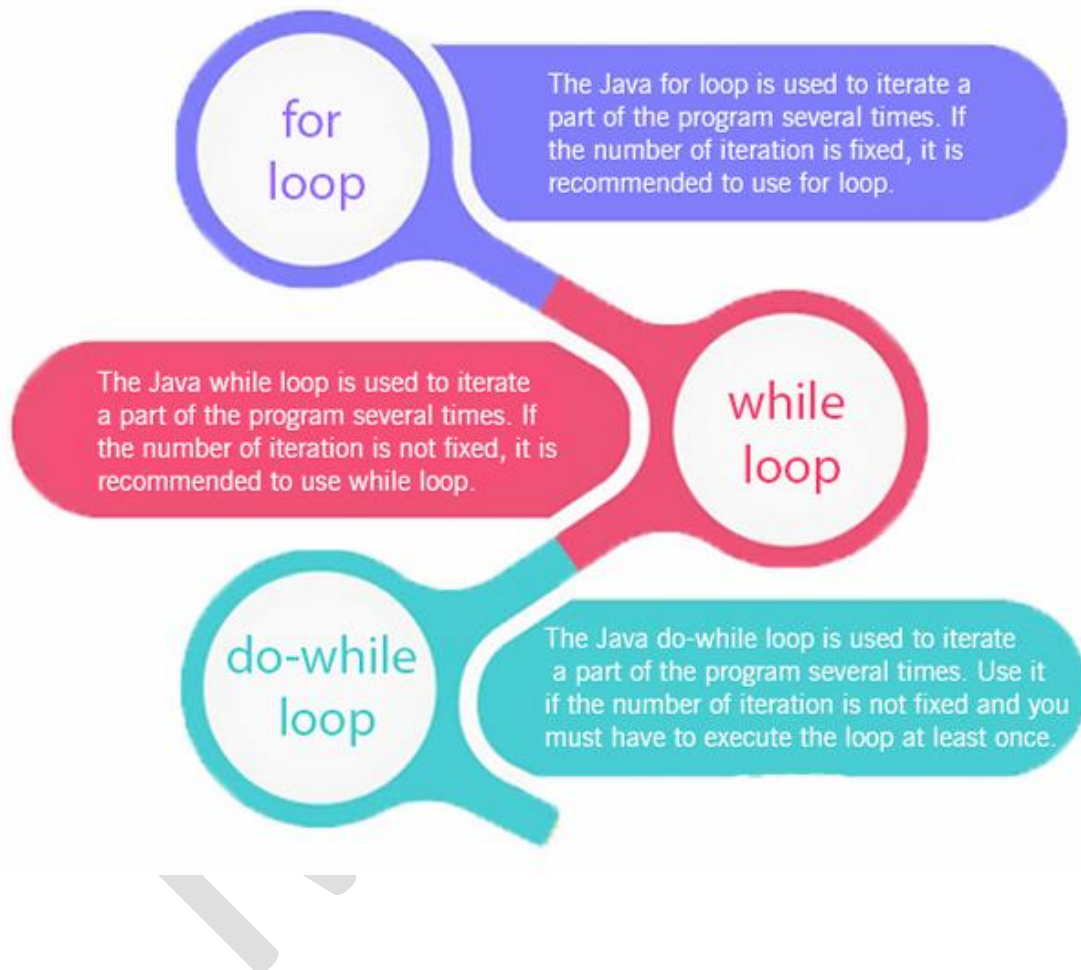 for
loop
The Java for loop is used to iterate a
part of the program several times. If
the number of iteration is fixed, it is
recommended to use for loop.
The Java while loop is used to iterate
a part of the program several times. If
the number of iteration is not fixed, it is
recommended to use while loop.
while
loop
do-while
loop
The Java do-while loop is used to iterate
a part of the program several times. Use it
if the number of iteration is not fixed and you
must have to execute the loop at least once.